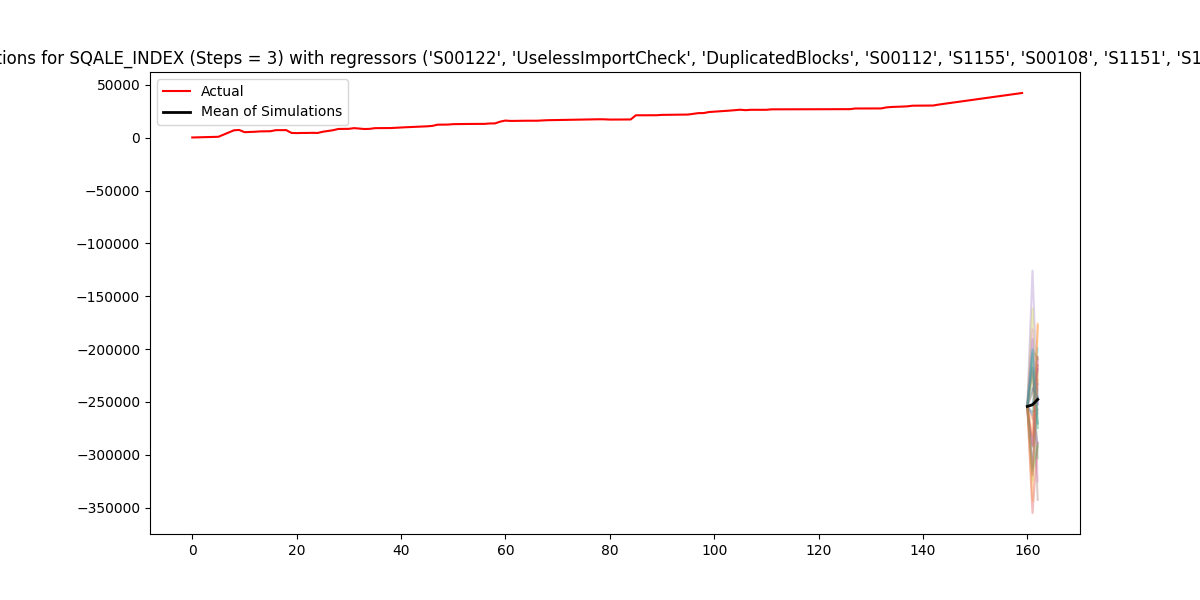 tions for SQALE_INDEX (Steps = 3) with regressors ('S00122', 'UselessImportCheck', 'DuplicatedBlocks', 'S00112', 'S1155', 'S00108', 'S1151', 'S1
Actual
Mean of Simulations
50000
0
−50000
−100000
−150000
−200000
−250000
−300000
−350000
0 20 40 60 80 100 120 140 160